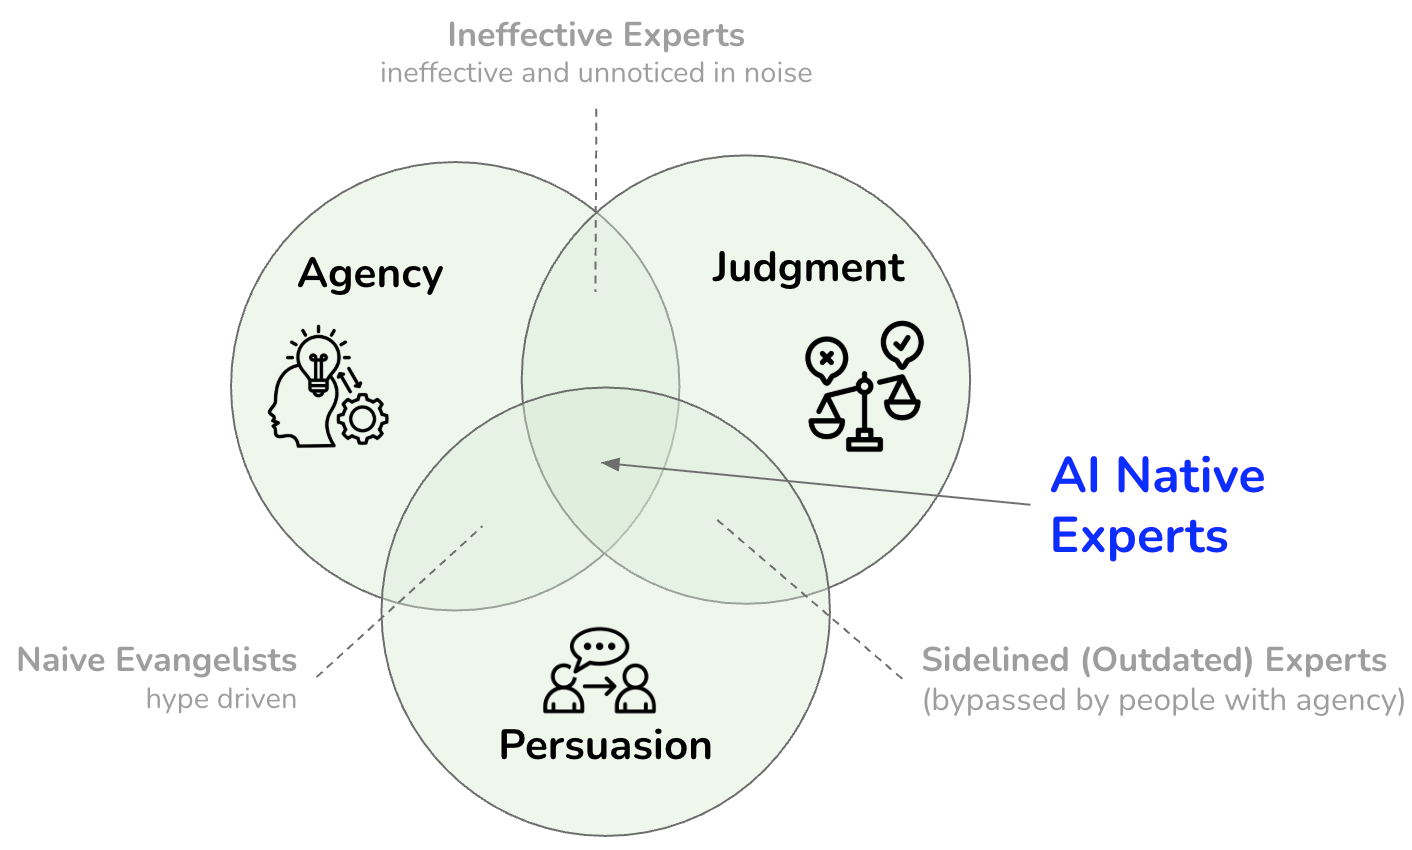 Ineffective Experts
ineffective and unnoticed in noise
Agency
Judgment
AI Native
Experts
Naive Evangelists
hype driven
Sidelined (Outdated) Experts
(bypassed by people with agency)
Persuasion